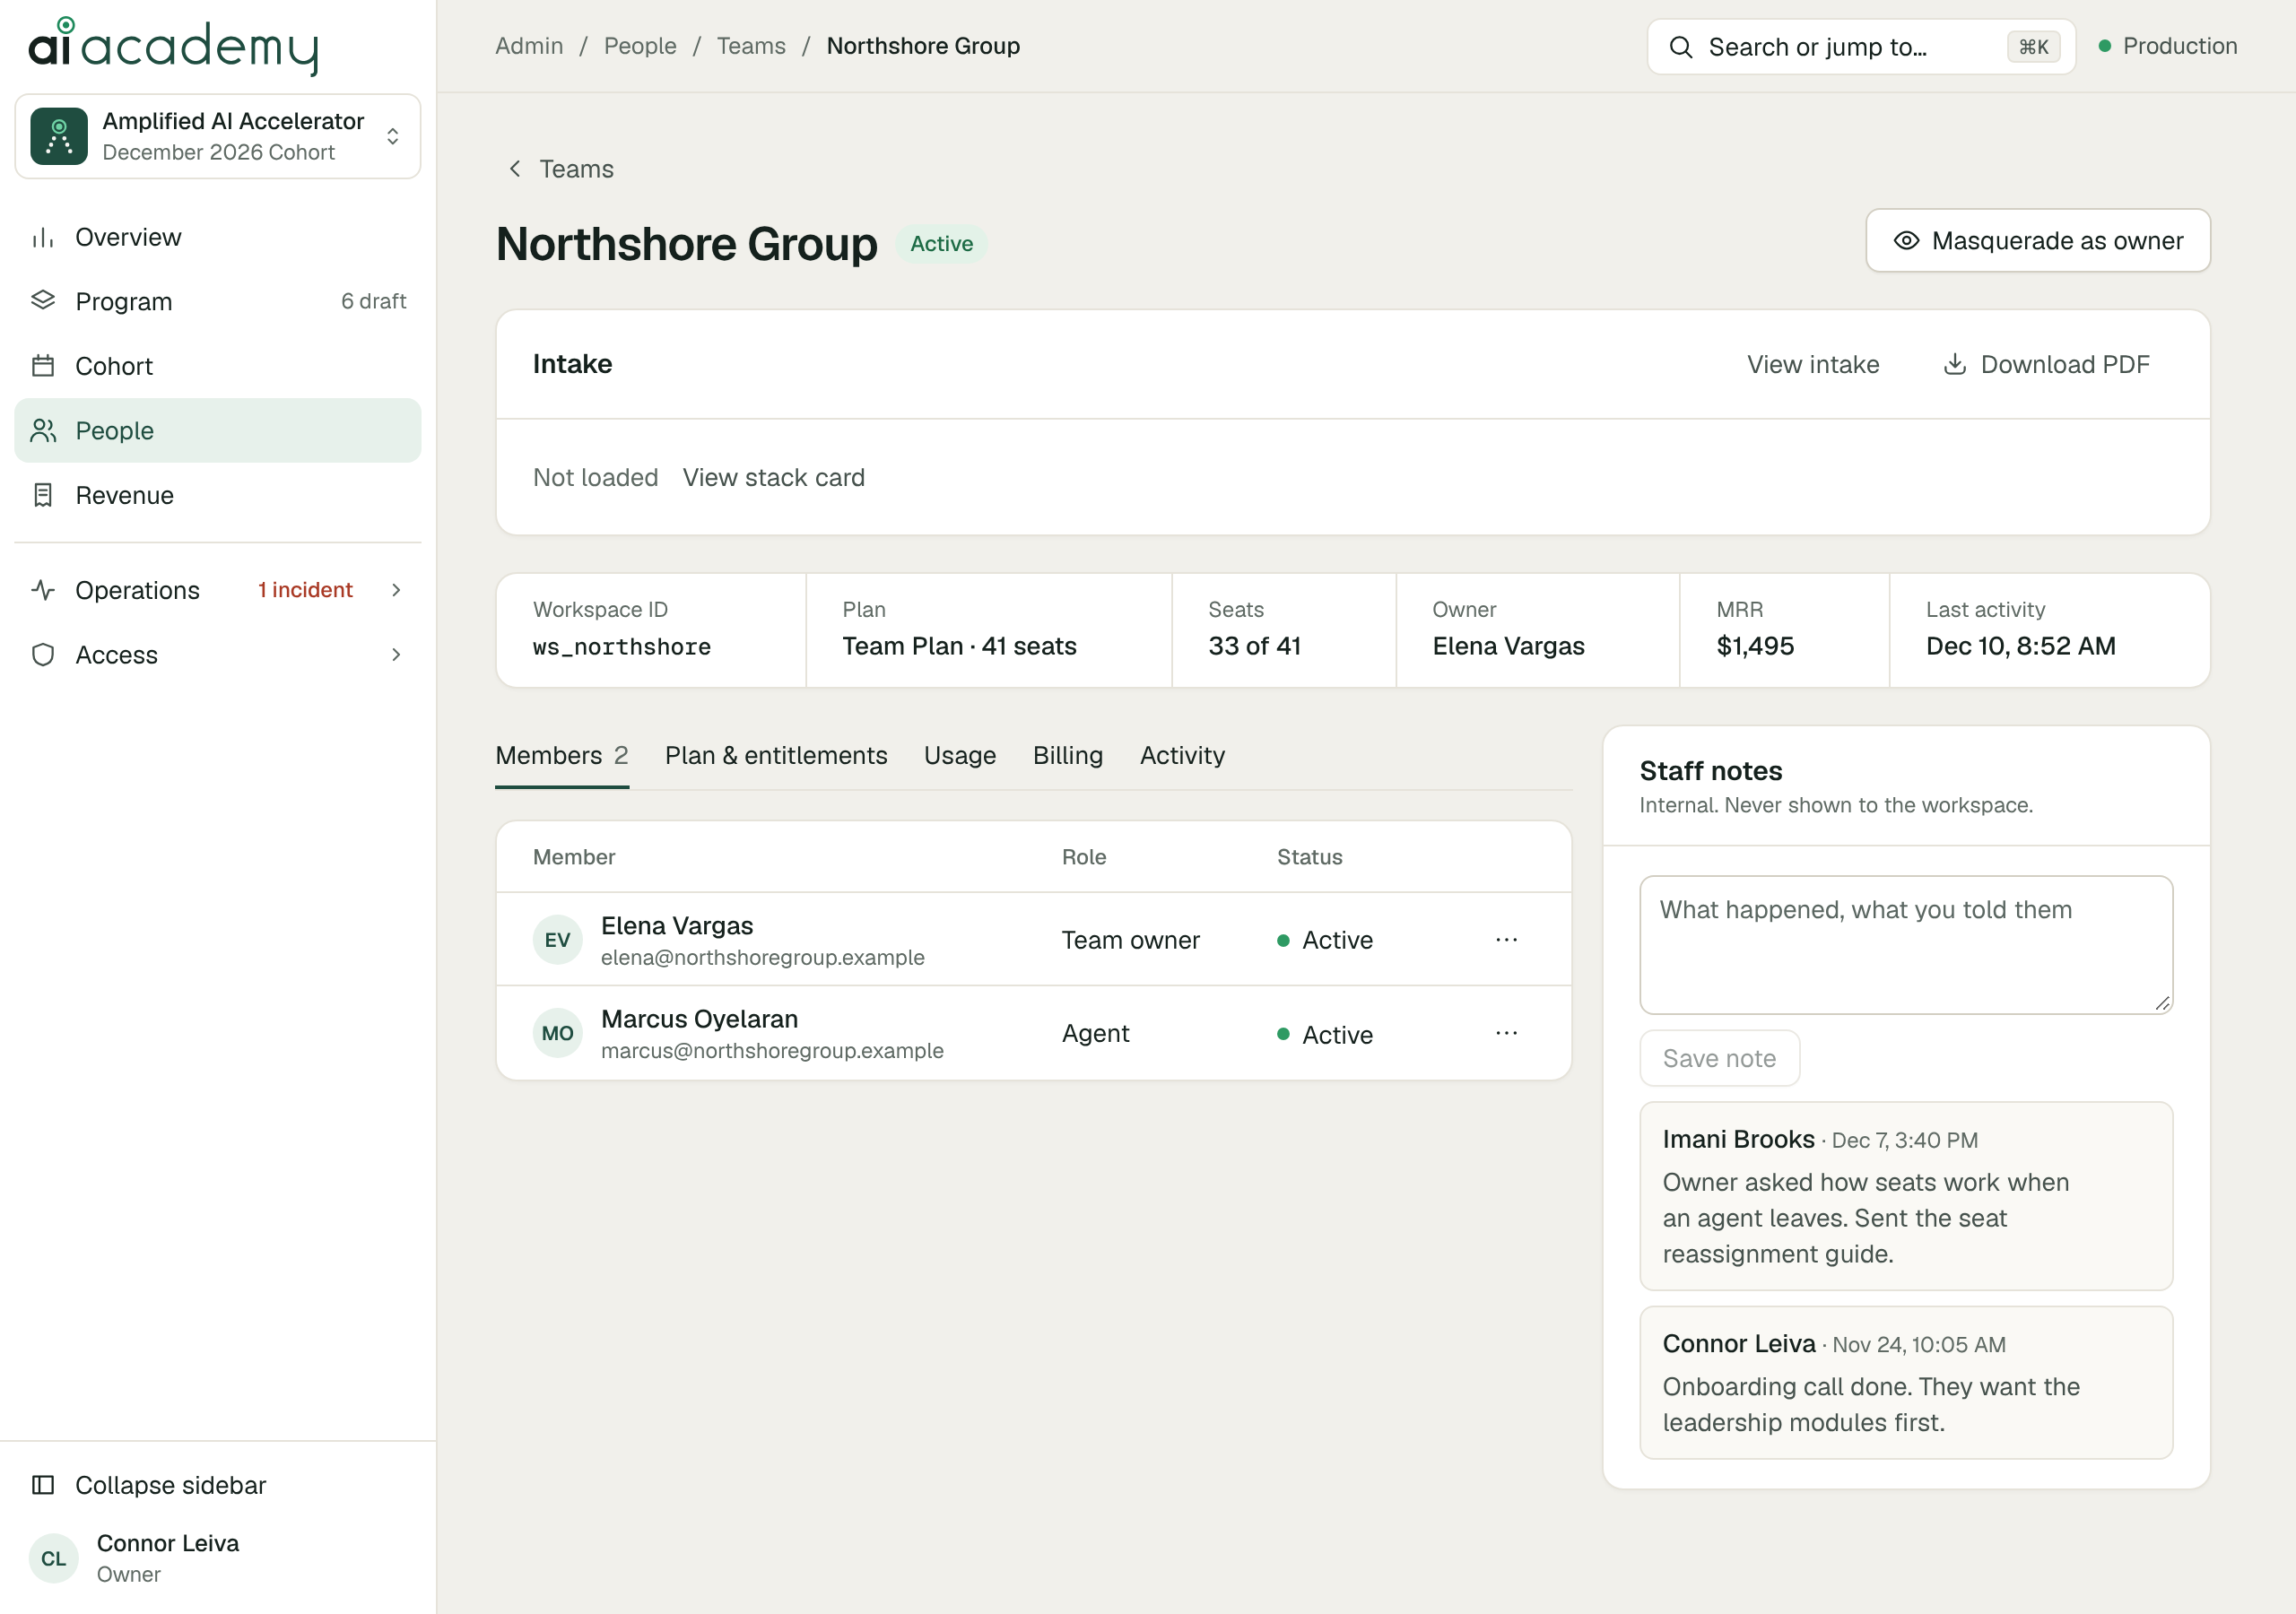 ai academy
Amplified AI Accelerator
December 2026 Cohort
Overview
Program 6 draft
Cohort
People
Revenue
Operations 1 incident
Access
Collapse sidebar
CL
Connor Leiva
Owner
Admin / People / Teams / Northshore Group
Search or jump to...
⌘K
Production
Teams
Northshore Group
Active
Masquerade as owner
Intake
View intake
Download PDF
Not loaded View stack card
Workspace ID
ws_northshore
Plan
Team Plan · 41 seats
Seats
33 of 41
Owner
Elena Vargas
MRR
$1,495
Last activity
Dec 10, 8:52 AM
Members 2 Plan & entitlements Usage Billing Activity
Member Role Status
EV
Elena Vargas
elena@northshoregroup.example
Team owner
Active
MO
Marcus Oyelaran
marcus@northshoregroup.example
Agent
Active
Staff notes
Internal. Never shown to the workspace.
What happened, what you told them
Save note
Imani Brooks · Dec 7, 3:40 PM
Owner asked how seats work when
an agent leaves. Sent the seat
reassignment guide.
Connor Leiva · Nov 24, 10:05 AM
Onboarding call done. They want the
leadership modules first.